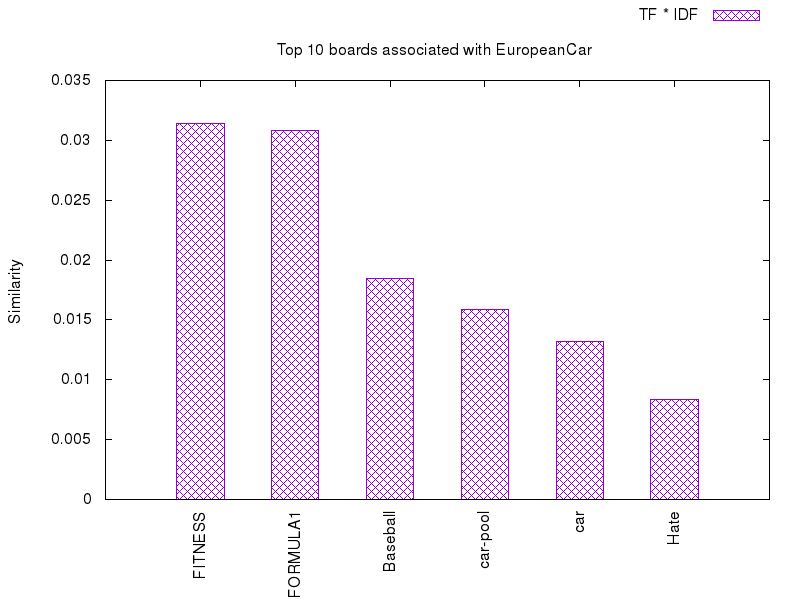 TF * IDF
Top 10 boards associated with EuropeanCar
0.035
0.03
0.025
0.02
0.015
0.01
0.005
0
Similarity
FITNESS
FORMULA1
Baseball
car-pool
car
Hate